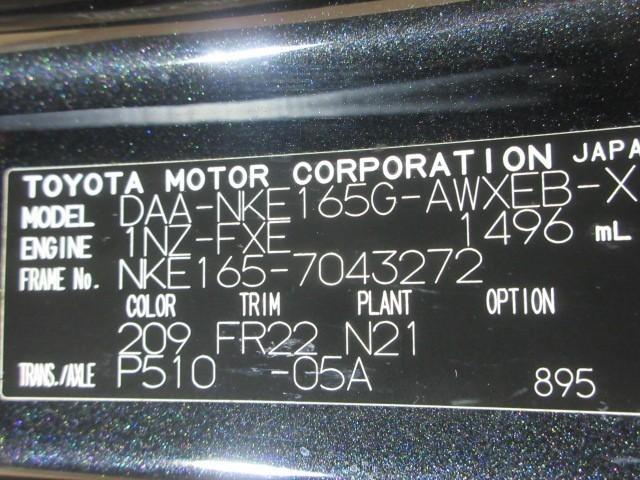 TOYOTA MOTOR CORPORATION JAPA
MODEL DAA-NKE165G-AWXEB-X
ENGINE 1NZ-FXE 1496 mL
FRAME No. NKE165-7043272
COLOR TRIM PLANT OPTION
209 FR22 N21
TRANS./AXLE P510 -05A 895